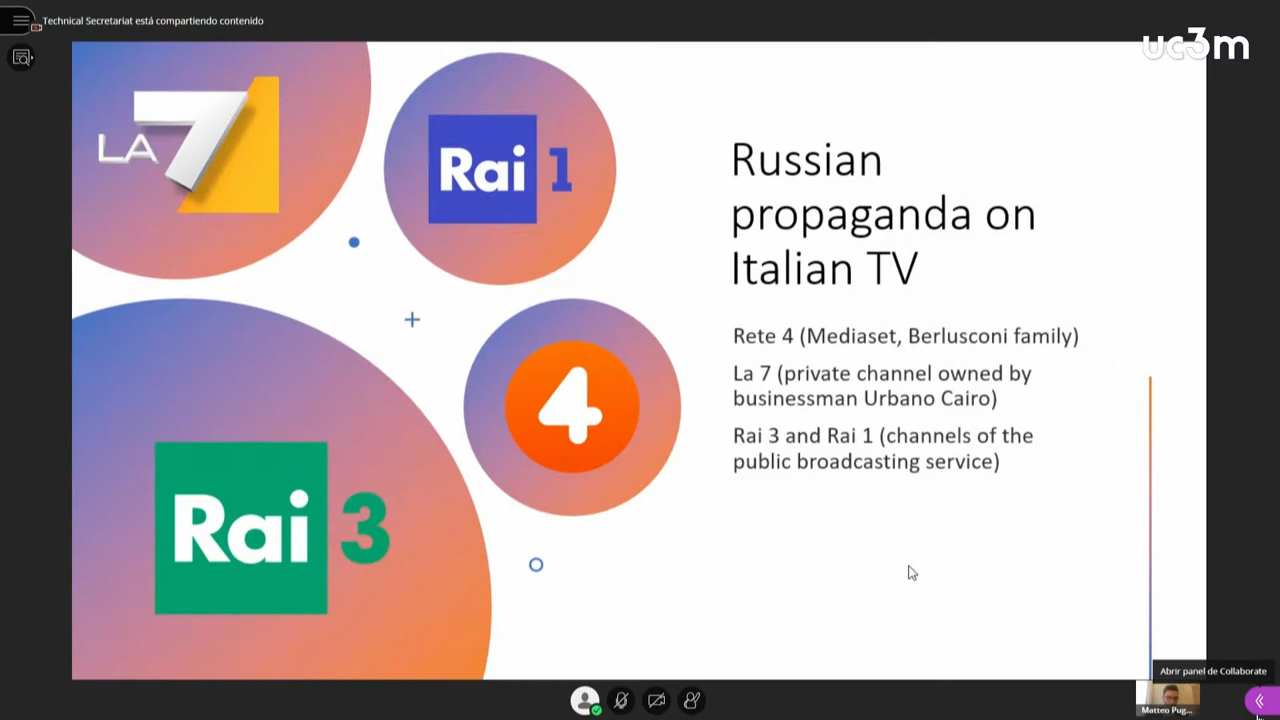 Technical Secretariat está compartiendo contenido
uc3m
LA 7
Rai 1
Russian
propaganda on
Italian TV
4
Rete 4 (Mediaset, Berlusconi family)
La 7 (private channel owned by
businessman Urbano Cairo)
Rai 3 and Rai 1 (channels of the
public broadcasting service)
Rai 3
Abrir panel de Collaborate
Matteo Pug...